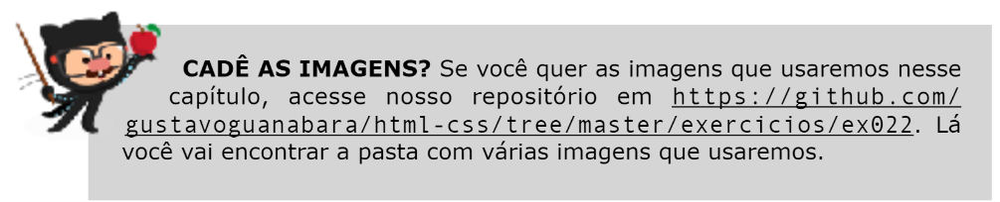 CADÊ AS IMAGENS? Se você quer as imagens que usaremos nesse
capítulo, acesse nosso repositório em https://github.com/
gustavoguanabara/html-css/tree/master/exercicios/ex022. Lá
você vai encontrar a pasta com várias imagens que usaremos.